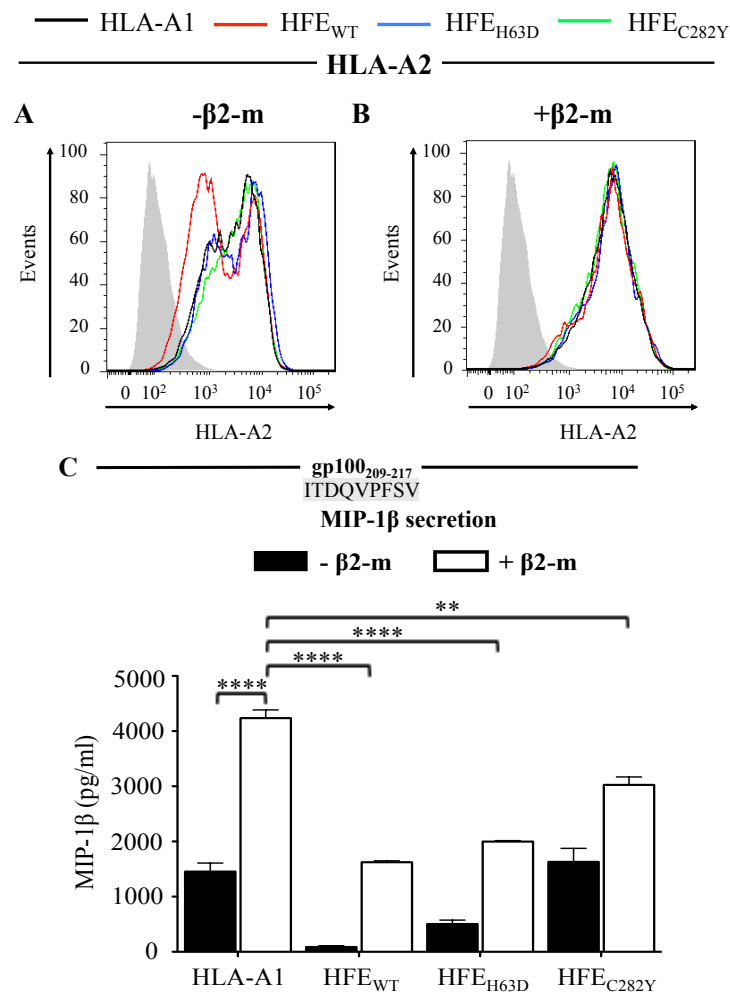 HLA-A1 HFEWT HFEH63D HFEC282Y
HLA-A2
A -β2-m B +β2-m
100
80
60
40
20
0
Events
0 10² 10³ 10⁴ 10⁵
HLA-A2
100
80
60
40
20
0
Events
0 10² 10³ 10⁴ 10⁵
HLA-A2
C gp100209-217
ITDQVPFSV
MIP-1β secretion
- β2-m + β2-m
**
****
****
****
5000
4000
3000
2000
1000
0
MIP-1β (pg/ml)
HLA-A1 HFEWT HFEH63D HFEC282Y